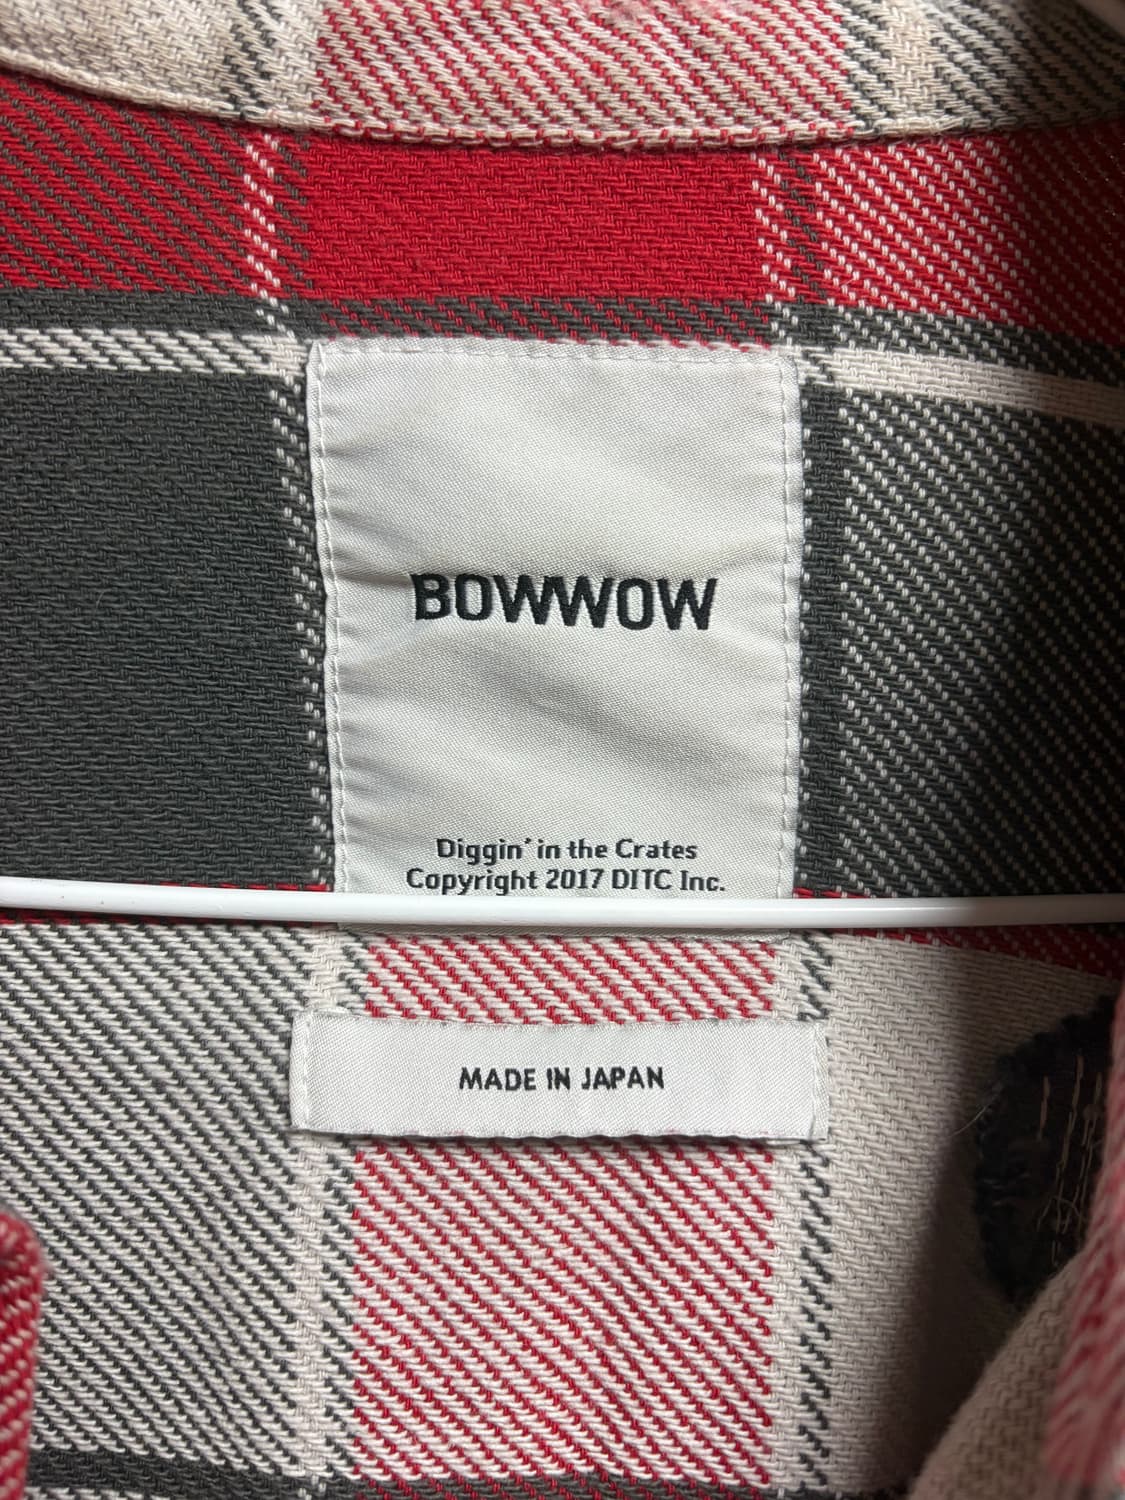 BOWWOW
Diggin' in the Crates
Copyright 2017 DITC Inc.
MADE IN JAPAN